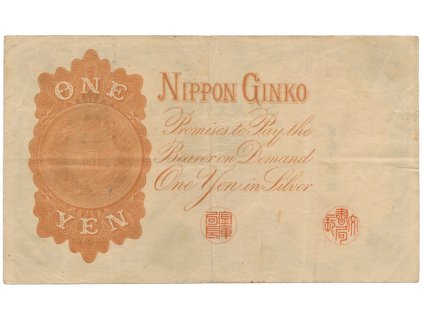 ONE
YEN
NIPPON GINKO
Promises to Pay the
Bearer on Demand
One Yen in Silver